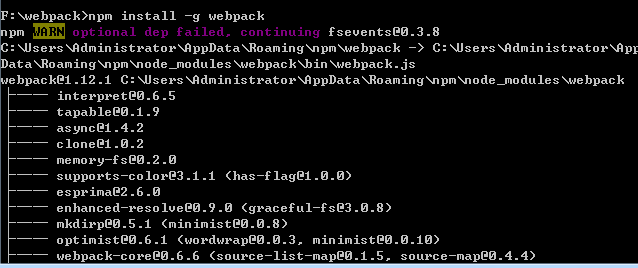 F:\webpack>npm install -g webpack
npm WARN optional dep failed, continuing fsevents@0.3.8
C:\Users\Administrator\AppData\Roaming\npm\webpack -> C:\Users\Administrator\App
Data\Roaming\npm\node_modules\webpack\bin\webpack.js
webpack@1.12.1 C:\Users\Administrator\AppData\Roaming\npm\node_modules\webpack
├── interpret@0.6.5
├── tapable@0.1.9
├── async@1.4.2
├── clone@1.0.2
├── memory-fs@0.2.0
├── supports-color@3.1.1 (has-flag@1.0.0)
├── esprima@2.6.0
├── enhanced-resolve@0.9.0 (graceful-fs@3.0.8)
├── mkdirp@0.5.1 (minimist@0.0.8)
├── optimist@0.6.1 (wordwrap@0.0.3, minimist@0.0.10)
├── webpack-core@0.6.6 (source-list-map@0.1.5, source-map@0.4.4)